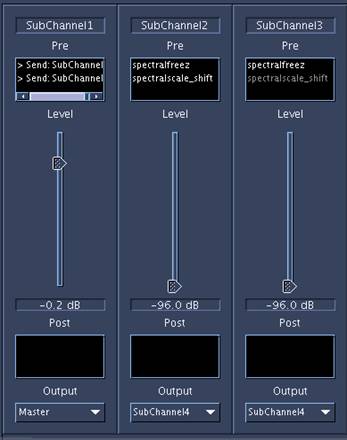 SubChannel1
Pre
> Send: SubChannel
> Send: SubChannel
Level
-0.2 dB
Post
Output
Master
SubChannel2
Pre
spectralfreez
spectralscale_shift
Level
-96.0 dB
Post
Output
SubChannel4
SubChannel3
Pre
spectralfreez
spectralscale_shift
Level
-96.0 dB
Post
Output
SubChannel4